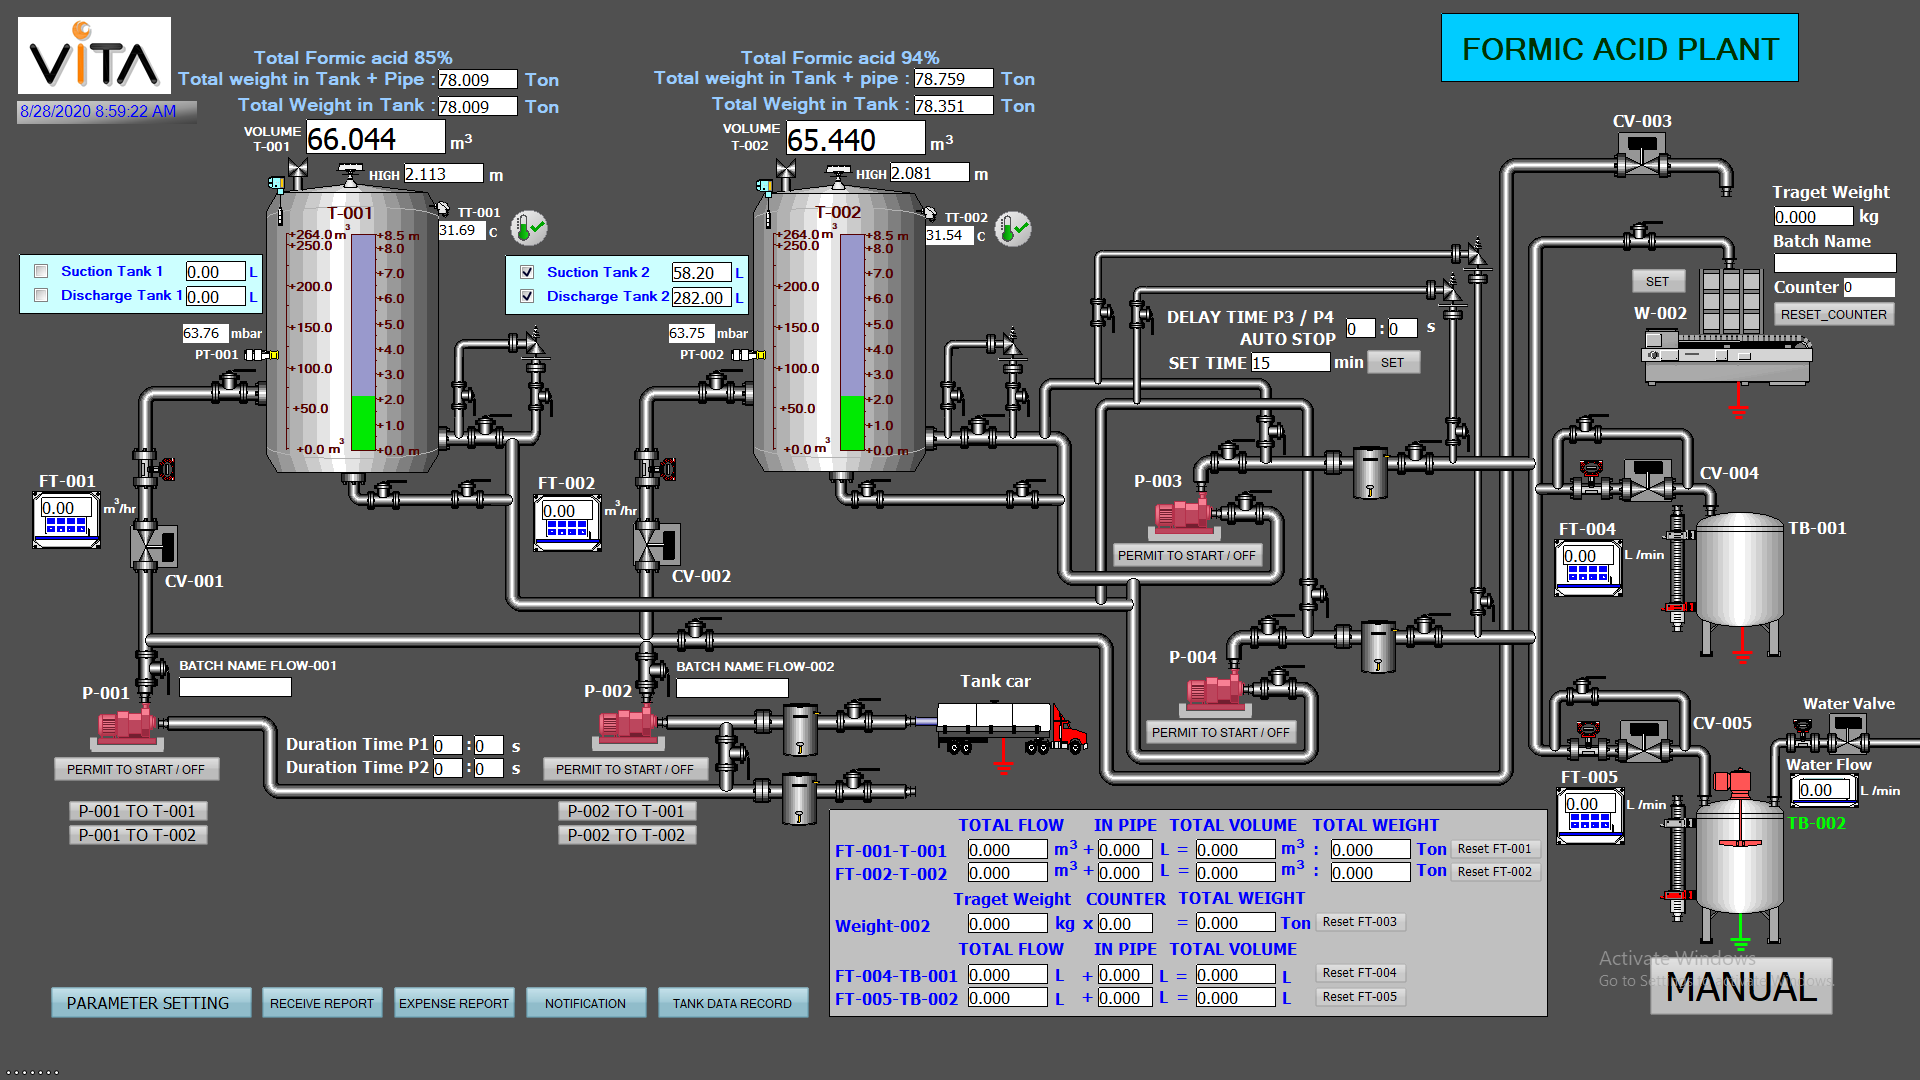 VITA
8/28/2020 8:59:22 AM
FORMIC ACID PLANT
Total Formic acid 85%
Total weight in Tank + Pipe : 78.009 Ton
Total Weight in Tank : 78.009 Ton
VOLUME T-001 66.044 m³
HIGH 2.113 m
Total Formic acid 94%
Total weight in Tank + pipe : 78.759 Ton
Total Weight in Tank : 78.351 Ton
VOLUME T-002 65.440 m³
HIGH 2.081 m
T-001
+264.0 m³ +8.5 m
+250.0 +8.0
+7.0
+200.0
+6.0
+150.0 +5.0
+4.0
+100.0 +3.0
+50.0 +2.0
+1.0
+0.0 m³ +0.0 m
TT-001
31.69 C
T-002
+264.0 m³ +8.5 m
+250.0 +8.0
+7.0
+200.0
+6.0
+150.0 +5.0
+4.0
+100.0 +3.0
+50.0 +2.0
+1.0
+0.0 m³ +0.0 m
TT-002
31.54 C
Suction Tank 1 0.00 L
Discharge Tank 1 0.00 L
63.76 mbar
PT-001
Suction Tank 2 58.20 L
Discharge Tank 2 282.00 L
63.75 mbar
PT-002
CV-003
Traget Weight
0.000 kg
Batch Name
Counter 0
RESET_COUNTER
SET
W-002
DELAY TIME P3 / P4
AUTO STOP
0 : 0 s
SET TIME 15 min SET
FT-001
0.00 m³/hr
CV-001
FT-002
0.00 m³/hr
CV-002
P-003
PERMIT TO START / OFF
P-004
PERMIT TO START / OFF
CV-004
FT-004
0.00 L /min
TB-001
CV-005
FT-005
0.00 L /min
TB-002
Water Valve
Water Flow
0.00 L /min
BATCH NAME FLOW-001
P-001
PERMIT TO START / OFF
P-001 TO T-001
P-001 TO T-002
Duration Time P1 0 : 0 s
Duration Time P2 0 : 0 s
BATCH NAME FLOW-002
P-002
PERMIT TO START / OFF
P-002 TO T-001
P-002 TO T-002
Tank car
TOTAL FLOW IN PIPE TOTAL VOLUME TOTAL WEIGHT
FT-001-T-001 0.000 m³ + 0.000 L = 0.000 m³ : 0.000 Ton Reset FT-001
FT-002-T-002 0.000 m³ + 0.000 L = 0.000 m³ : 0.000 Ton Reset FT-002
Traget Weight COUNTER TOTAL WEIGHT
Weight-002 0.000 kg x 0.00 = 0.000 Ton Reset FT-003
TOTAL FLOW IN PIPE TOTAL VOLUME
FT-004-TB-001 0.000 L + 0.000 L = 0.000 L Reset FT-004
FT-005-TB-002 0.000 L + 0.000 L = 0.000 L Reset FT-005
PARAMETER SETTING
RECEIVE REPORT
EXPENSE REPORT
NOTIFICATION
TANK DATA RECORD
Activate Windows
Go to Settings to activate Windows.
MANUAL